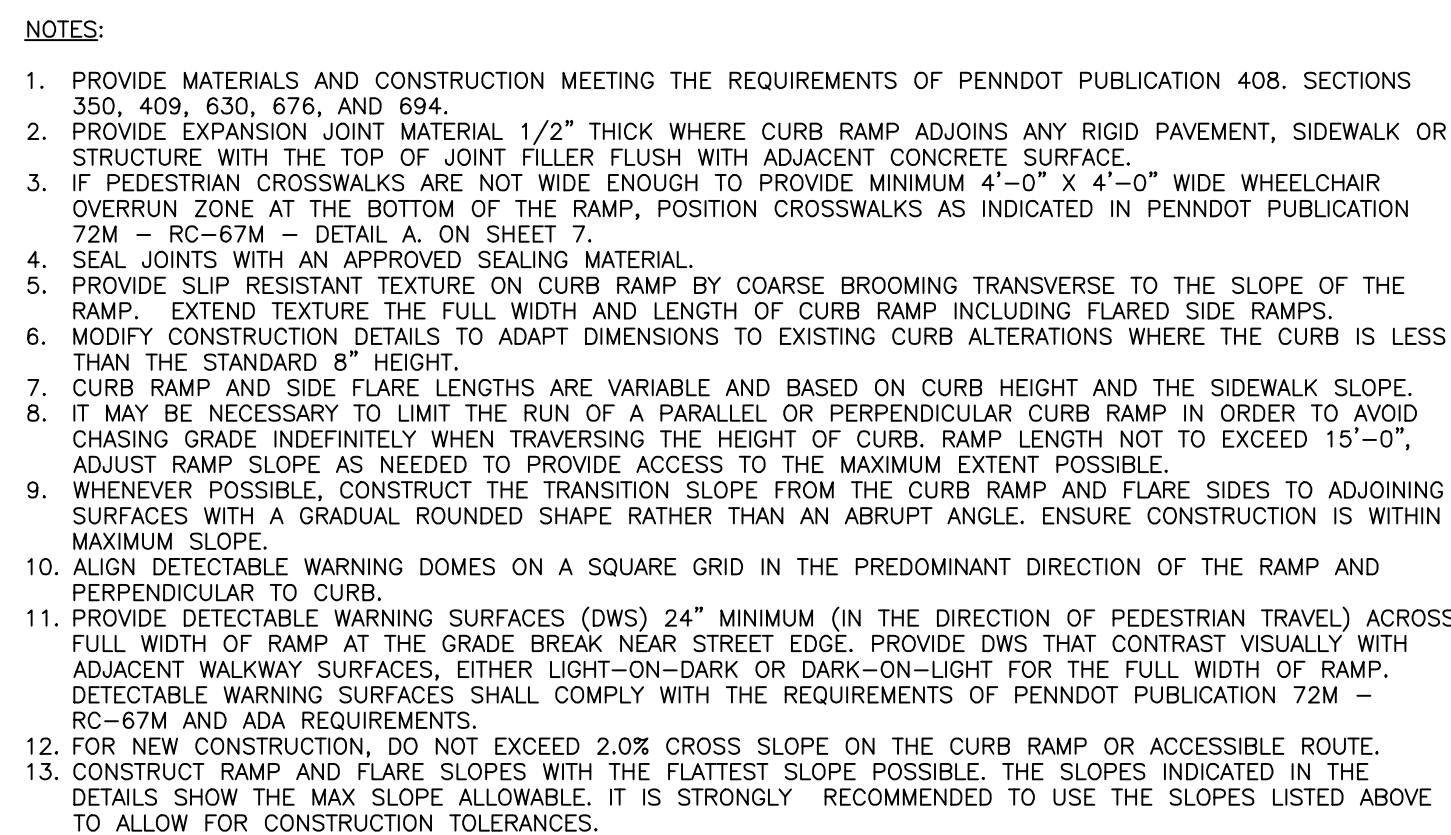 NOTES:
1. PROVIDE MATERIALS AND CONSTRUCTION MEETING THE REQUIREMENTS OF PENNDOT PUBLICATION 408. SECTIONS
350, 409, 630, 676, AND 694.
2. PROVIDE EXPANSION JOINT MATERIAL 1/2" THICK WHERE CURB RAMP ADJOINS ANY RIGID PAVEMENT, SIDEWALK OR
STRUCTURE WITH THE TOP OF JOINT FILLER FLUSH WITH ADJACENT CONCRETE SURFACE.
3. IF PEDESTRIAN CROSSWALKS ARE NOT WIDE ENOUGH TO PROVIDE MINIMUM 4'-0" X 4'-0" WIDE WHEELCHAIR
OVERRUN ZONE AT THE BOTTOM OF THE RAMP, POSITION CROSSWALKS AS INDICATED IN PENNDOT PUBLICATION
72M - RC-67M - DETAIL A. ON SHEET 7.
4. SEAL JOINTS WITH AN APPROVED SEALING MATERIAL.
5. PROVIDE SLIP RESISTANT TEXTURE ON CURB RAMP BY COARSE BROOMING TRANSVERSE TO THE SLOPE OF THE
RAMP. EXTEND TEXTURE THE FULL WIDTH AND LENGTH OF CURB RAMP INCLUDING FLARED SIDE RAMPS.
6. MODIFY CONSTRUCTION DETAILS TO ADAPT DIMENSIONS TO EXISTING CURB ALTERATIONS WHERE THE CURB IS LESS
THAN THE STANDARD 8" HEIGHT.
7. CURB RAMP AND SIDE FLARE LENGTHS ARE VARIABLE AND BASED ON CURB HEIGHT AND THE SIDEWALK SLOPE.
8. IT MAY BE NECESSARY TO LIMIT THE RUN OF A PARALLEL OR PERPENDICULAR CURB RAMP IN ORDER TO AVOID
CHASING GRADE INDEFINITELY WHEN TRAVERSING THE HEIGHT OF CURB. RAMP LENGTH NOT TO EXCEED 15'-0",
ADJUST RAMP SLOPE AS NEEDED TO PROVIDE ACCESS TO THE MAXIMUM EXTENT POSSIBLE.
9. WHENEVER POSSIBLE, CONSTRUCT THE TRANSITION SLOPE FROM THE CURB RAMP AND FLARE SIDES TO ADJOINING
SURFACES WITH A GRADUAL ROUNDED SHAPE RATHER THAN AN ABRUPT ANGLE. ENSURE CONSTRUCTION IS WITHIN
MAXIMUM SLOPE.
10. ALIGN DETECTABLE WARNING DOMES ON A SQUARE GRID IN THE PREDOMINANT DIRECTION OF THE RAMP AND
PERPENDICULAR TO CURB.
11. PROVIDE DETECTABLE WARNING SURFACES (DWS) 24" MINIMUM (IN THE DIRECTION OF PEDESTRIAN TRAVEL) ACROSS
FULL WIDTH OF RAMP AT THE GRADE BREAK NEAR STREET EDGE. PROVIDE DWS THAT CONTRAST VISUALLY WITH
ADJACENT WALKWAY SURFACES, EITHER LIGHT-ON-DARK OR DARK-ON-LIGHT FOR THE FULL WIDTH OF RAMP.
DETECTABLE WARNING SURFACES SHALL COMPLY WITH THE REQUIREMENTS OF PENNDOT PUBLICATION 72M -
RC-67M AND ADA REQUIREMENTS.
12. FOR NEW CONSTRUCTION, DO NOT EXCEED 2.0% CROSS SLOPE ON THE CURB RAMP OR ACCESSIBLE ROUTE.
13. CONSTRUCT RAMP AND FLARE SLOPES WITH THE FLATTEST SLOPE POSSIBLE. THE SLOPES INDICATED IN THE
DETAILS SHOW THE MAX SLOPE ALLOWABLE. IT IS STRONGLY RECOMMENDED TO USE THE SLOPES LISTED ABOVE
TO ALLOW FOR CONSTRUCTION TOLERANCES.